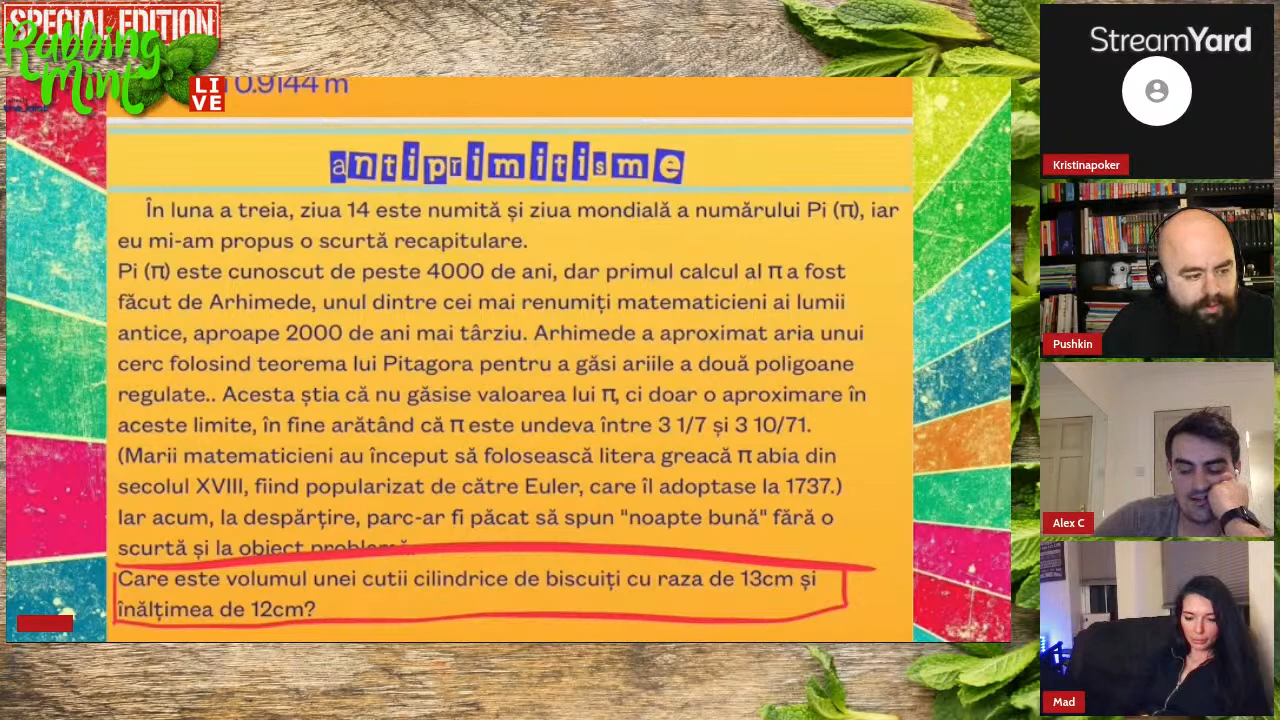 SPECIAL EDITION
Rubbing
Mint
LI
VE
0.9144 m
antiprimitisme
În luna a treia, ziua 14 este numită și ziua mondială a numărului Pi (π), iar
eu mi-am propus o scurtă recapitulare.
Pi (π) este cunoscut de peste 4000 de ani, dar primul calcul al π a fost
făcut de Arhimede, unul dintre cei mai renumiți matematicieni ai lumii
antice, aproape 2000 de ani mai târziu. Arhimede a aproximat aria unui
cerc folosind teorema lui Pitagora pentru a găsi ariile a două poligoane
regulate.. Acesta știa că nu găsise valoarea lui π, ci doar o aproximare în
aceste limite, în fine arătând că π este undeva între 3 1/7 și 3 10/71.
(Marii matematicieni au început să folosească litera greacă π abia din
secolul XVIII, fiind popularizat de către Euler, care îl adoptase la 1737.)
Iar acum, la despărțire, parc-ar fi păcat să spun "noapte bună" fără o
scurtă și la obiect problemă.
Care este volumul unei cutii cilindrice de biscuiți cu raza de 13cm și
înălțimea de 12cm?
StreamYard
Kristinapoker
Pushkin
Alex C
Mad